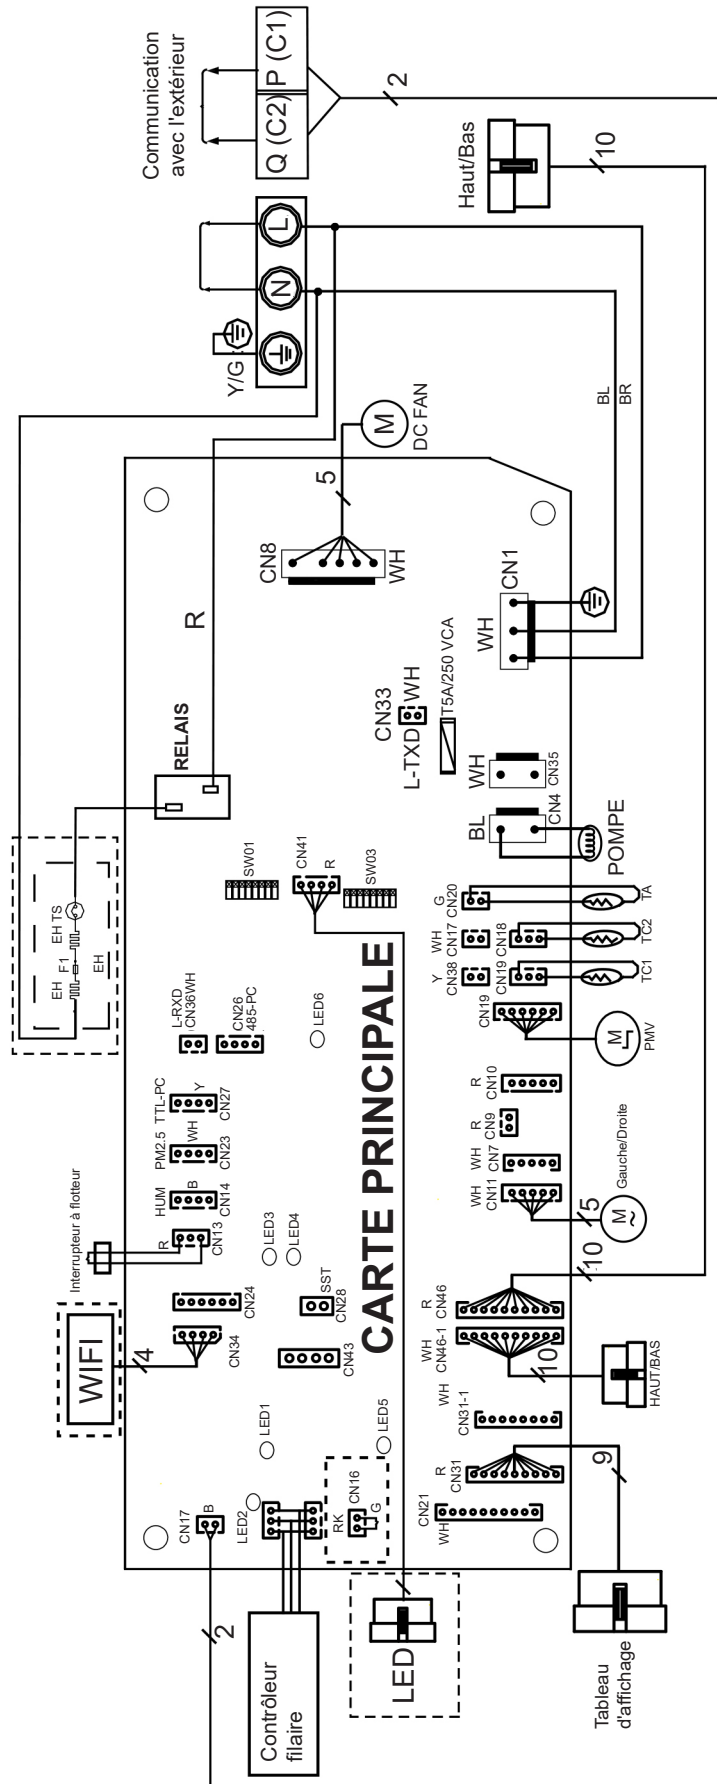 Communication
avec l'extérieur
Q (C2)
P (C1)
2
Haut/Bas
10
Y/G
N
L
BL
BR
M
DC FAN
5
CN8
WH
R
RELAIS
CN1
WH
CN33
WH
L-TXD
T5A/250 VCA
WH
CN35
BL
CN4
POMPE
EH
F1
EH
TS
EH
SW01
CN41
R
SW03
G
CN20
TA
WH
CN17
CN18
TC2
Y
CN38
CN19
TC1
L-RXD
CN36WH
CN26
485-PC
LED6
CARTE PRINCIPALE
CN19
M
PMV
R
CN10
R
CN9
WH
CN7
WH
CN11
5
M
Gauche/Droite
TTL-PC
Y
CN27
PM2.5
WH
CN23
HUM
B
CN14
Interrupteur à flotteur
R
CN13
LED3
LED4
CN24
SST
CN28
WIFI
4
CN34
CN43
10
R
CN46
WH
CN46-1
10
HAUT/BAS
WH
CN31-1
LED1
LED5
R
CN31
9
CN21
WH
CN17
B
LED2
RK
CN16
G
2
Contrôleur
filaire
LED
Tableau
d'affichage